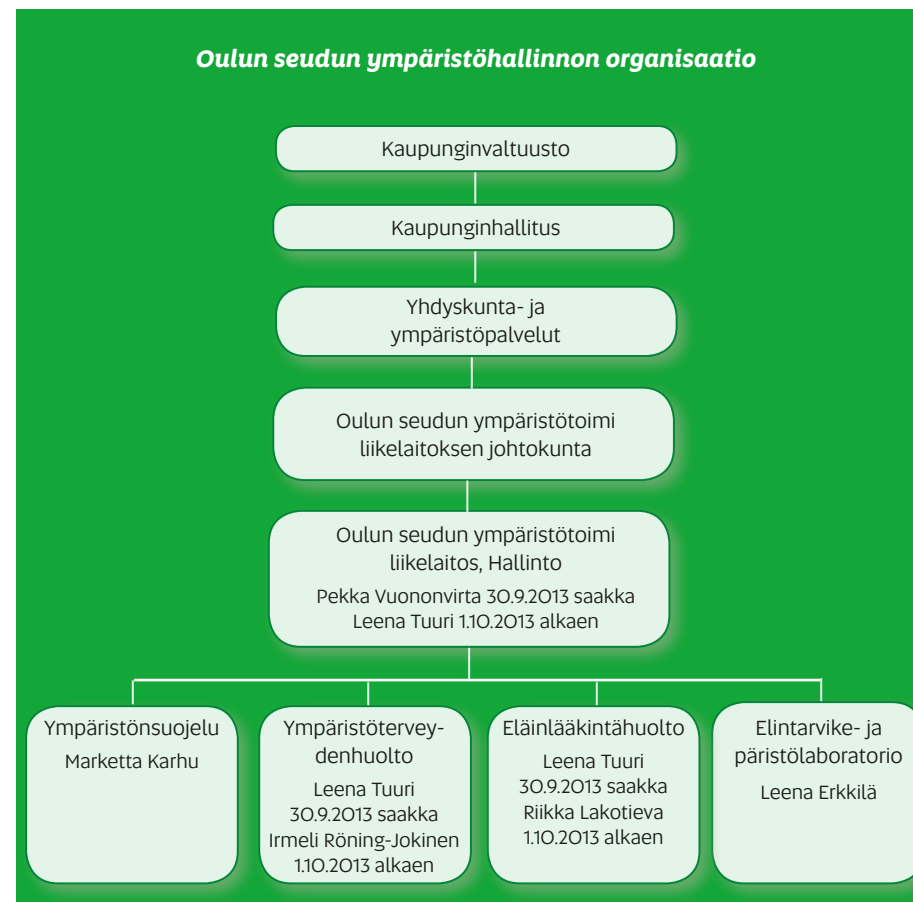 Oulun seudun ympäristöhallinnon organisaatio
Kaupunginvaltuusto
Kaupunginhallitus
Yhdyskunta- ja
ympäristöpalvelut
Oulun seudun ympäristötoimi
liikelaitoksen johtokunta
Oulun seudun ympäristötoimi
liikelaitos, Hallinto
Pekka Vuononvirta 30.9.2013 saakka
Leena Tuuri 1.10.2013 alkaen
Ympäristönsuojelu
Marketta Karhu
Ympäristötervey-
denhuolto
Leena Tuuri
30.9.2013 saakka
Irmeli Röning-Jokinen
1.10.2013 alkaen
Eläinlääkintähuolto
Leena Tuuri
30.9.2013 saakka
Riikka Lakotieva
1.10.2013 alkaen
Elintarvike- ja
päristölaboratorio
Leena Erkkilä